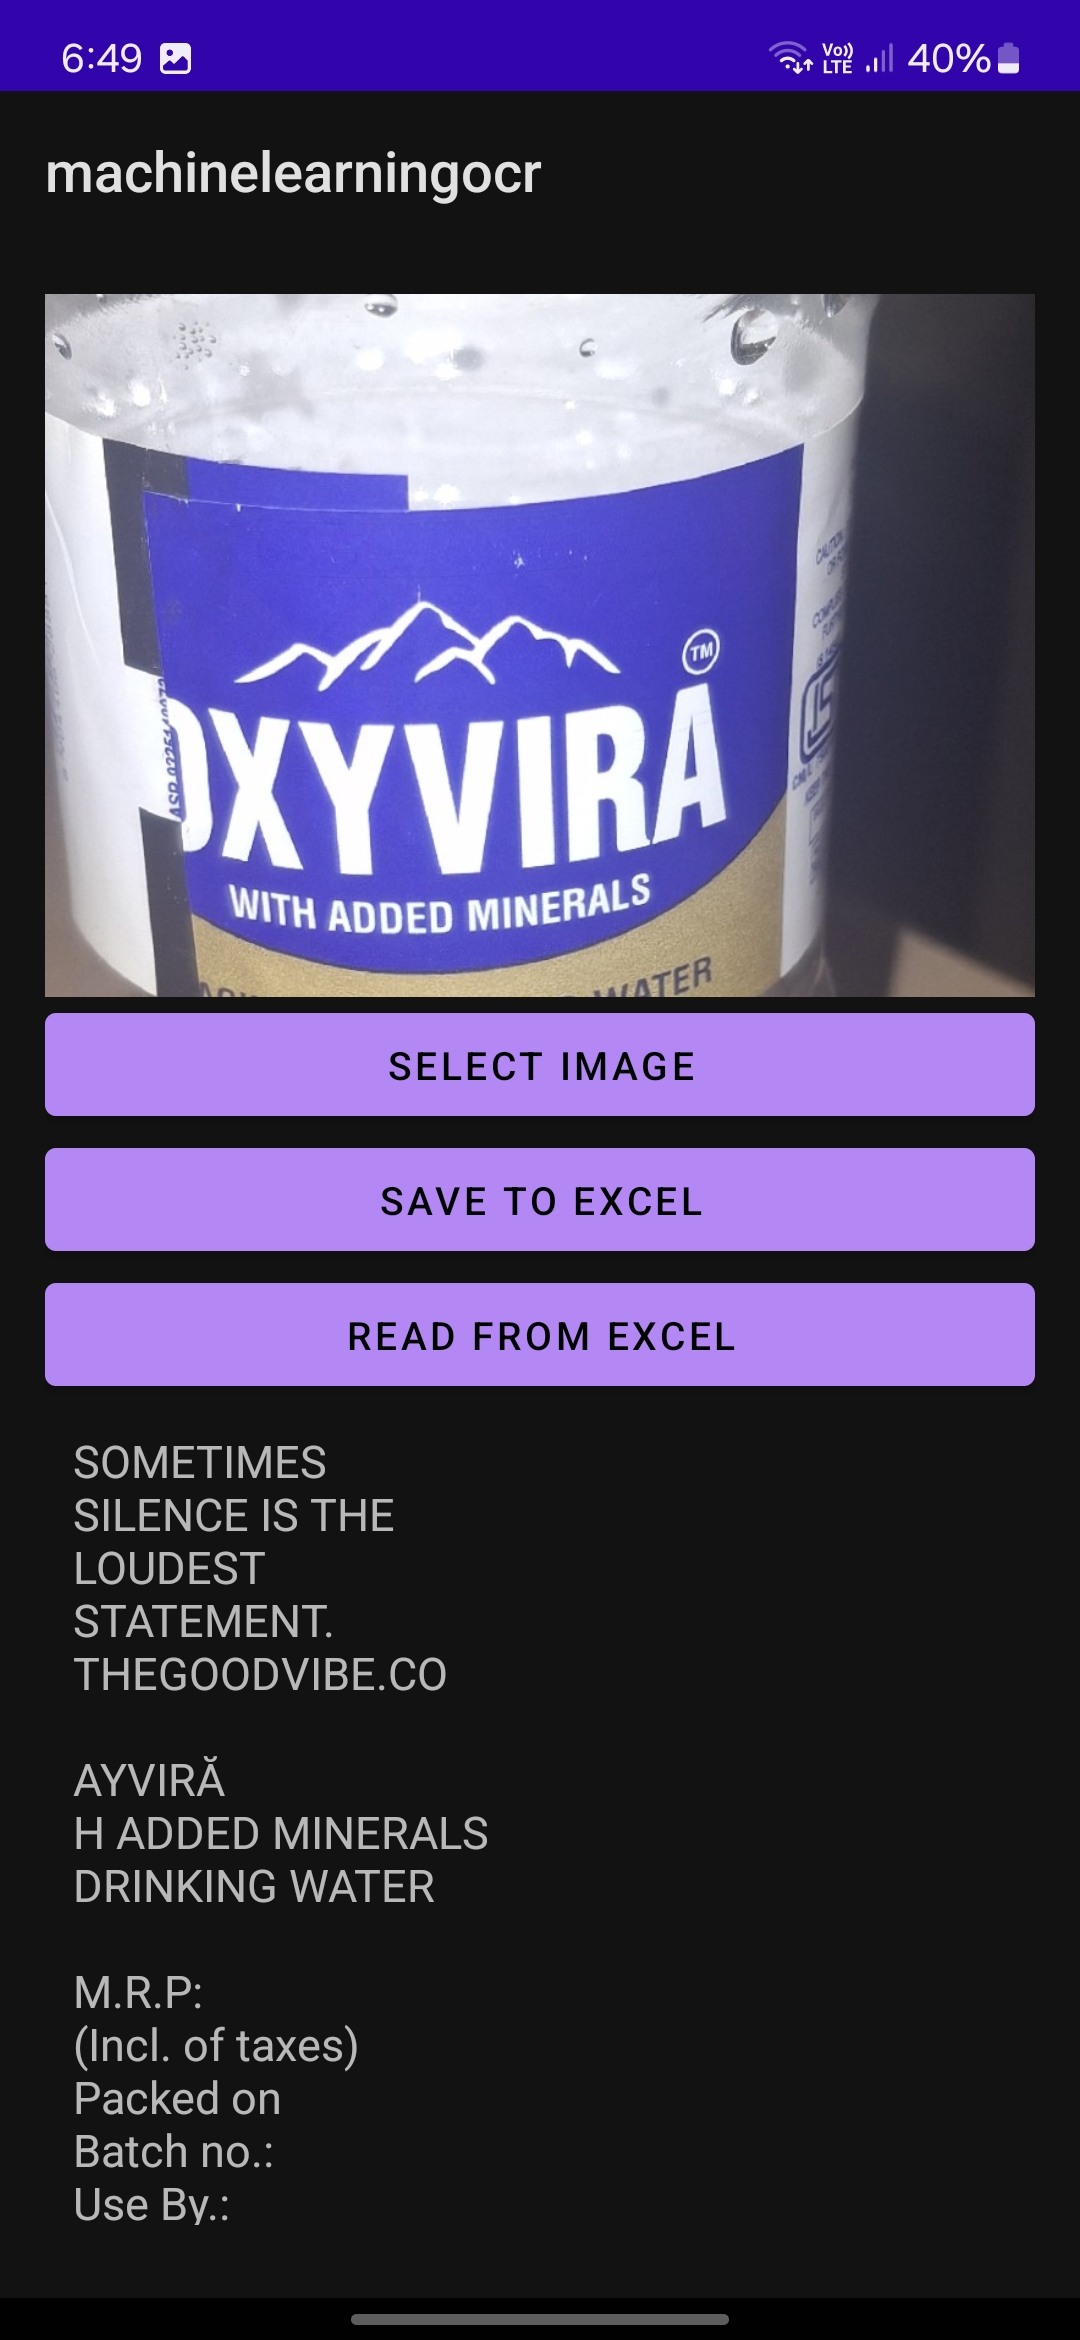 6:49
Vo)) LTE
40%
machinelearningocr
TM
OXYVIRA
WITH ADDED MINERALS
WATER
SELECT IMAGE
SAVE TO EXCEL
READ FROM EXCEL
SOMETIMES
SILENCE IS THE
LOUDEST
STATEMENT.
THEGOODVIBE.CO
AYVIRĂ
H ADDED MINERALS
DRINKING WATER
M.R.P:
(Incl. of taxes)
Packed on
Batch no.:
Use By.: